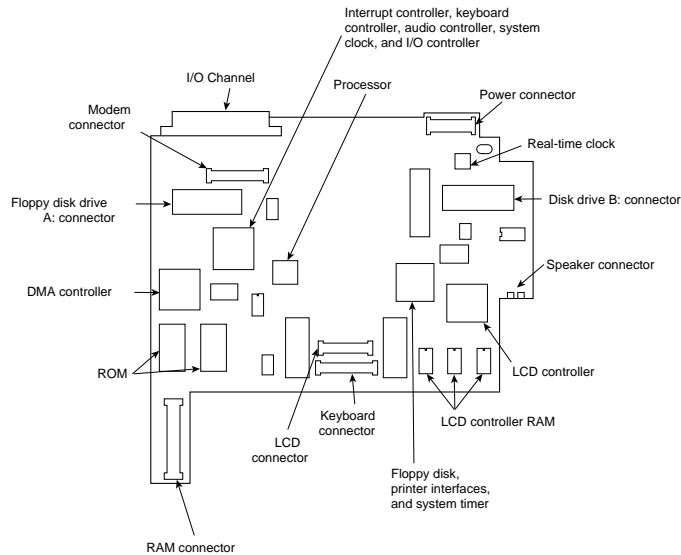 Interrupt controller, keyboard
controller, audio controller, system
clock, and I/O controller
I/O Channel
Processor
Power connector
Modem
connector
Real-time clock
Floppy disk drive
A: connector
Disk drive B: connector
Speaker connector
DMA controller
ROM
LCD controller
Keyboard
connector
LCD controller RAM
LCD
connector
Floppy disk,
printer interfaces,
and system timer
RAM connector